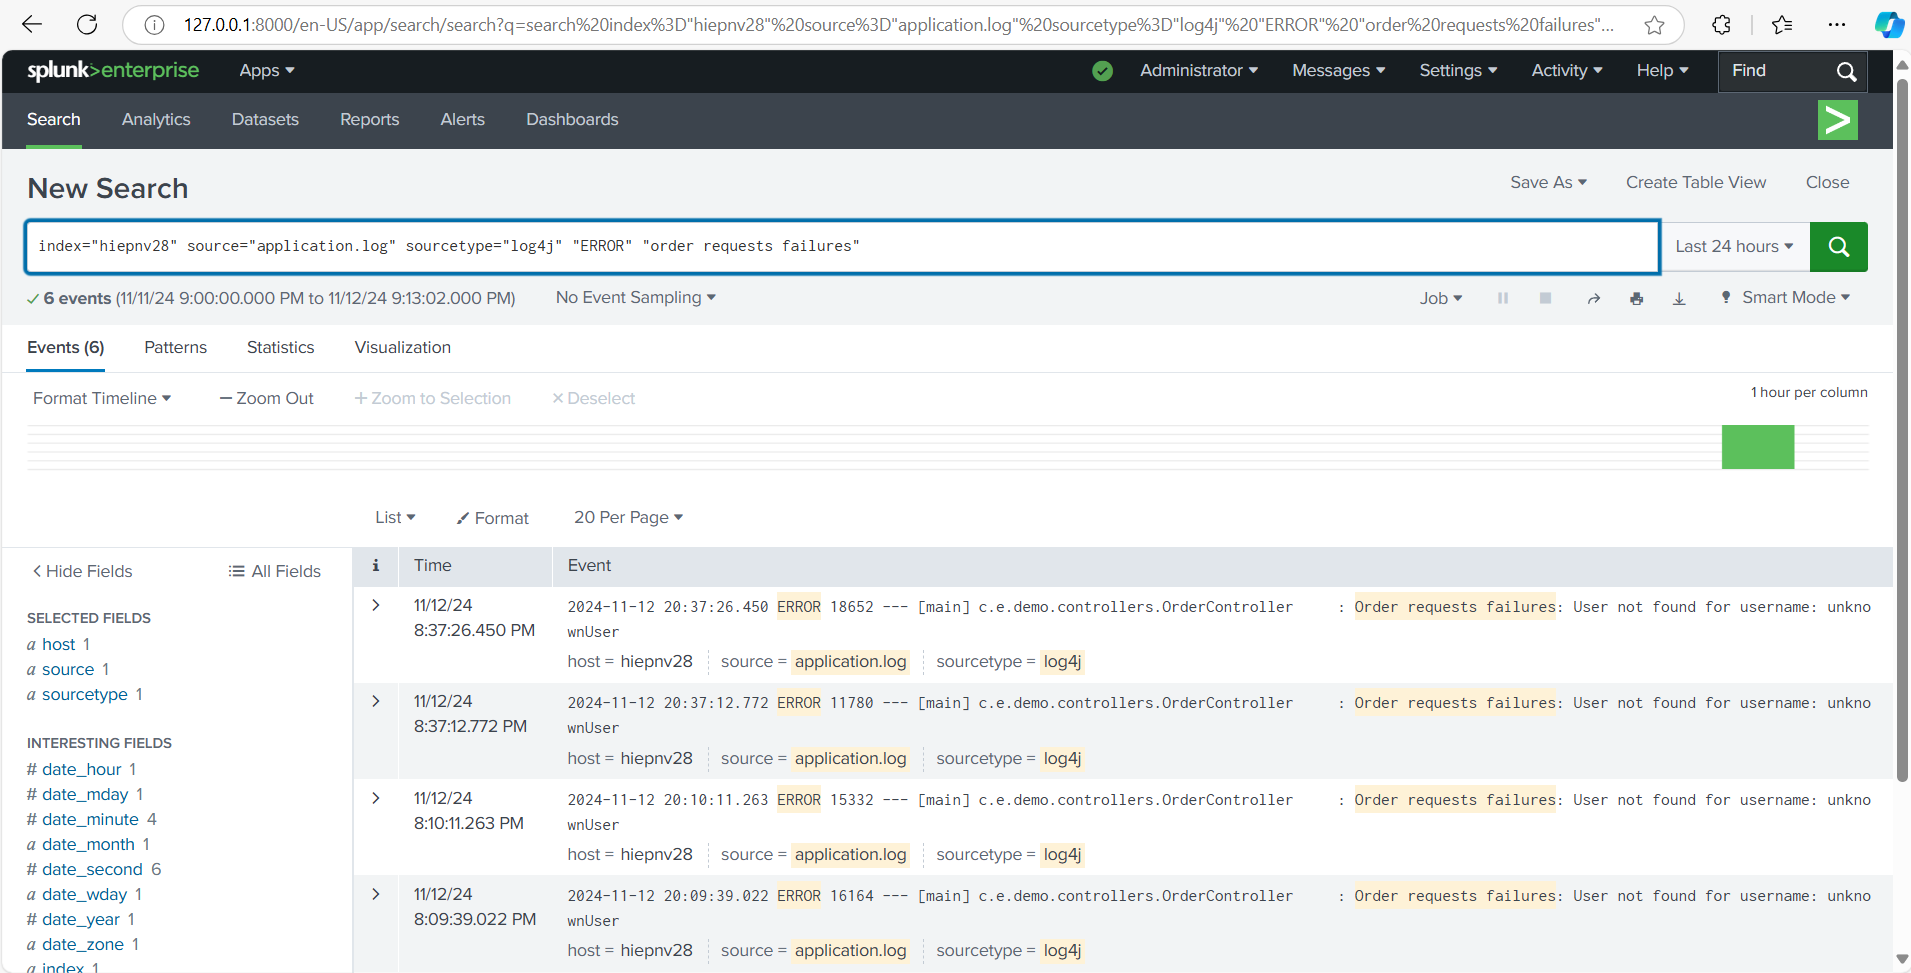 127.0.0.1:8000/en-US/app/search/search?q=search%20index%3D"hiepnv28"%20source%3D"application.log"%20sourcetype%3D"log4j"%20"ERROR"%20"order%20requests%20failures"...
splunk>enterprise Apps Administrator Messages Settings Activity Help Find
Search Analytics Datasets Reports Alerts Dashboards
New Search Save As Create Table View Close
index="hiepnv28" source="application.log" sourcetype="log4j" "ERROR" "order requests failures" Last 24 hours
6 events (11/11/24 9:00:00.000 PM to 11/12/24 9:13:02.000 PM) No Event Sampling Job Smart Mode
Events (6) Patterns Statistics Visualization
Format Timeline — Zoom Out + Zoom to Selection × Deselect 1 hour per column
List Format 20 Per Page
< Hide Fields All Fields
SELECTED FIELDS
a host 1
a source 1
a sourcetype 1
INTERESTING FIELDS
# date_hour 1
# date_mday 1
# date_minute 4
a date_month 1
# date_second 6
a date_wday 1
# date_year 1
a date_zone 1
a index 1
i Time Event
11/12/24
8:37:26.450 PM
2024-11-12 20:37:26.450 ERROR 18652 --- [main] c.e.demo.controllers.OrderController : Order requests failures: User not found for username: unkno
wnUser
host = hiepnv28 source = application.log sourcetype = log4j
11/12/24
8:37:12.772 PM
2024-11-12 20:37:12.772 ERROR 11780 --- [main] c.e.demo.controllers.OrderController : Order requests failures: User not found for username: unkno
wnUser
host = hiepnv28 source = application.log sourcetype = log4j
11/12/24
8:10:11.263 PM
2024-11-12 20:10:11.263 ERROR 15332 --- [main] c.e.demo.controllers.OrderController : Order requests failures: User not found for username: unkno
wnUser
host = hiepnv28 source = application.log sourcetype = log4j
11/12/24
8:09:39.022 PM
2024-11-12 20:09:39.022 ERROR 16164 --- [main] c.e.demo.controllers.OrderController : Order requests failures: User not found for username: unkno
wnUser
host = hiepnv28 source = application.log sourcetype = log4j